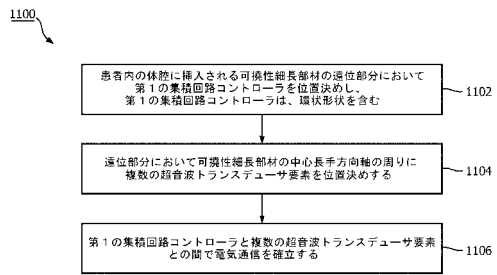 1100
患者内の体腔に挿入される可撓性細長部材の遠位部分において
第1の集積回路コントローラを位置決めし、
第1の集積回路コントローラは、環状形状を含む
1102
遠位部分において可撓性細長部材の中心長手方向軸の周りに
複数の超音波トランスデューサ要素を位置決めする
1104
第1の集積回路コントローラと複数の超音波トランスデューサ要素
との間で電気通信を確立する
1106